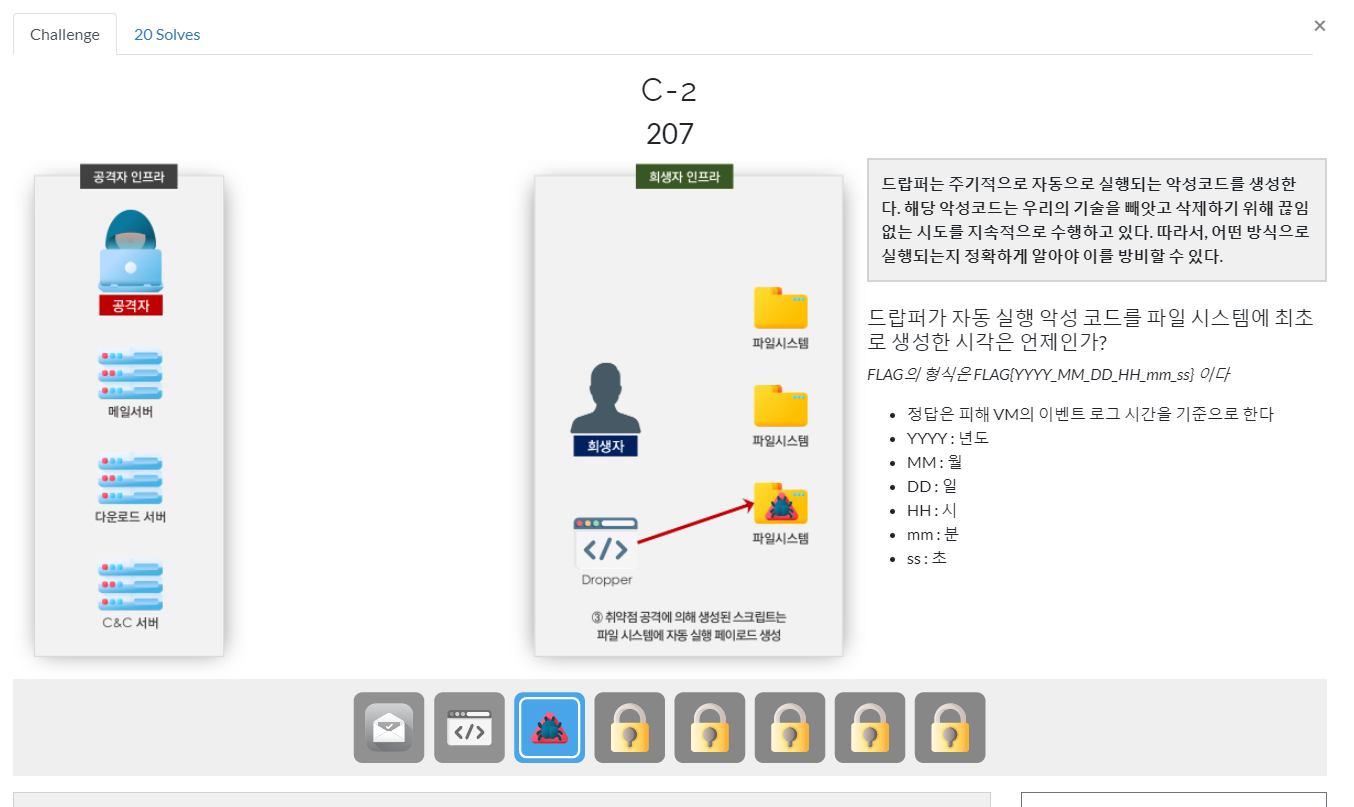 Challenge
20 Solves
×
C-2
207
공격자 인프라
공격자
메일서버
다운로드 서버
C&C 서버
희생자 인프라
파일시스템
파일시스템
희생자
파일시스템
Dropper
③ 취약점 공격에 의해 생성된 스크립트는
파일 시스템에 자동 실행 페이로드 생성
드랍퍼는 주기적으로 자동으로 실행되는 악성코드를 생성한
다. 해당 악성코드는 우리의 기술을 빼앗고 삭제하기 위해 끊임
없는 시도를 지속적으로 수행하고 있다. 따라서, 어떤 방식으로
실행되는지 정확하게 알아야 이를 방비할 수 있다.
드랍퍼가 자동 실행 악성 코드를 파일 시스템에 최초
로 생성한 시각은 언제인가?
FLAG의 형식은 FLAG{YYYY_MM_DD_HH_mm_ss} 이다
• 정답은 피해 VM의 이벤트 로그 시간을 기준으로 한다
• YYYY : 년도
• MM : 월
• DD : 일
• HH : 시
• mm : 분
• ss : 초